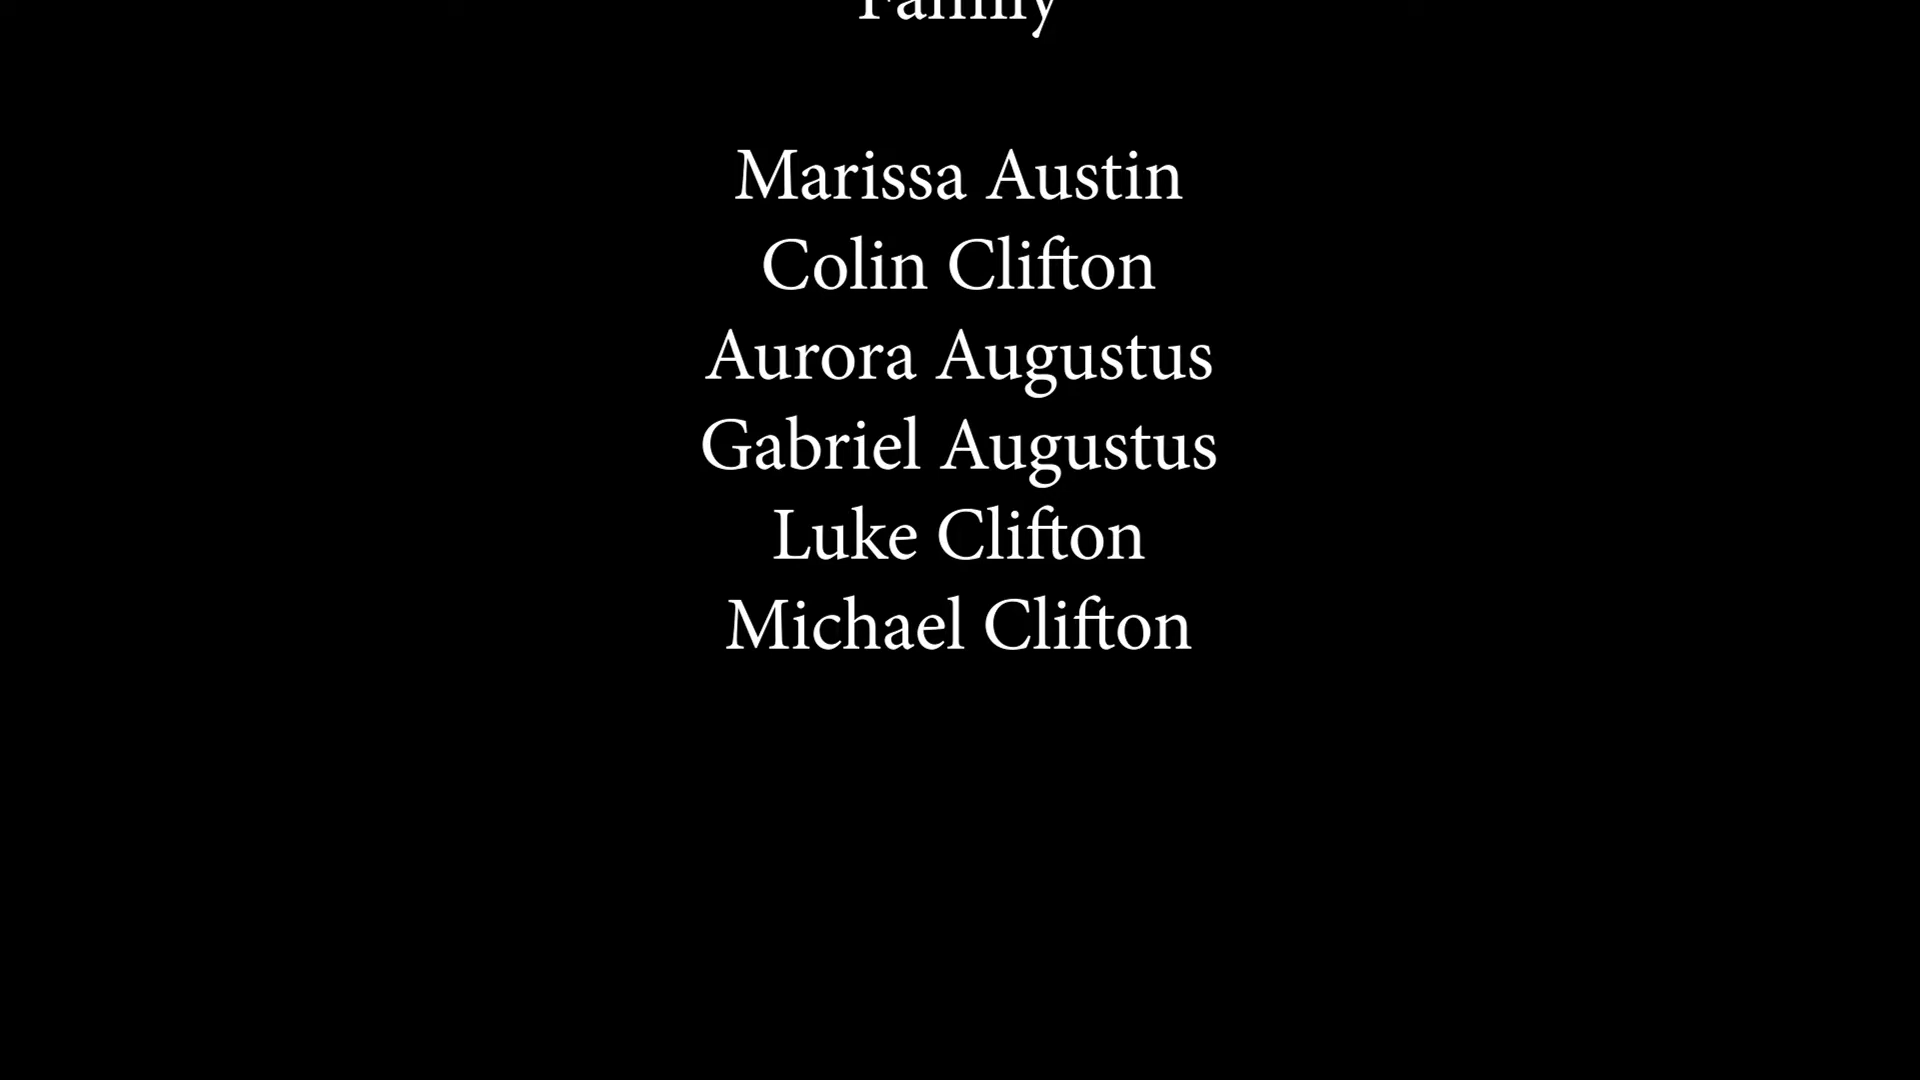 Family
Marissa Austin
Colin Clifton
Aurora Augustus
Gabriel Augustus
Luke Clifton
Michael Clifton